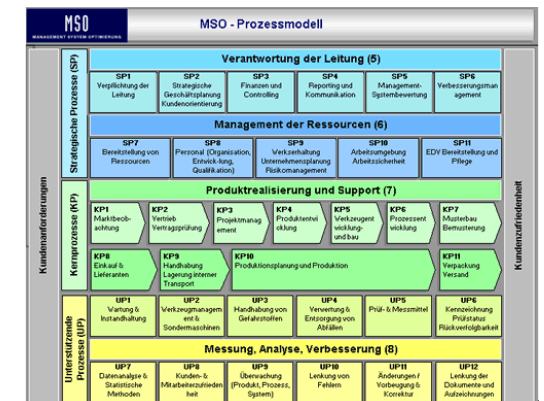 MSO
MANAGEMENT SYSTEM OPTIMIERUNG
MSO - Prozessmodell
Kundenanforderungen
Strategische Prozesse (SP)
Verantwortung der Leitung (5)
SP1
Verpflichtung der
Leitung
SP2
Strategische
Geschäftsplanung
Kundenorientierung
SP3
Finanzen und
Controlling
SP4
Reporting und
Kommunikation
SP5
Management-
Systembewertung
SP6
Verbesserungsman
agement
Management der Ressourcen (6)
SP7
Bereitstellung von
Ressourcen
SP8
Personal (Organisation,
Entwick-lung,
Qualifikation)
SP9
Werkserhaltung
Unternehmensplanung
Risikomanagement
SP10
Arbeitsumgebung
Arbeitssicherheit
SP11
EDV Bereitstellung und
Pflege
Kernprozesse (KP)
Produktrealisierung und Support (7)
KP1
Marktbeob-
achtung
KP2
Vertrieb
Vertragsprüfung
KP3
Projektmanag
ement
KP4
Produktentwi
cklung
KP5
Werkzeugent
wicklung-
und bau
KP6
Prozessent
wicklung
KP7
Musterbau
Bemusterung
KP8
Einkauf &
Lieferanten
KP9
Handhabung
Lagerung interner
Transport
KP10
Produktionsplanung und Produktion
KP11
Verpackung
Versand
Unterstützende
Prozesse (UP)
UP1
Wartung &
Instandhaltung
UP2
Werkzeugmanagem
ent &
Sondermaschinen
UP3
Handhabung von
Gefahrstoffen
UP4
Verwertung &
Entsorgung von
Abfällen
UP5
Prüf- & Messmittel
UP6
Kennzeichnung
Prüfstatus
Rückverfolgbarkeit
Messung, Analyse, Verbesserung (8)
UP7
Datenanalyse &
Statistische
Methoden
UP8
Kunden- &
Mitarbeiterzufrieden
heit
UP9
Überwachung
(Produkt, Prozess,
System)
UP10
Lenkung von
Fehlern
UP11
Änderungen /
Vorbeugung &
Korrektur
UP12
Lenkung der
Dokumente und
Aufzeichnungen
Kundenzufriedenheit